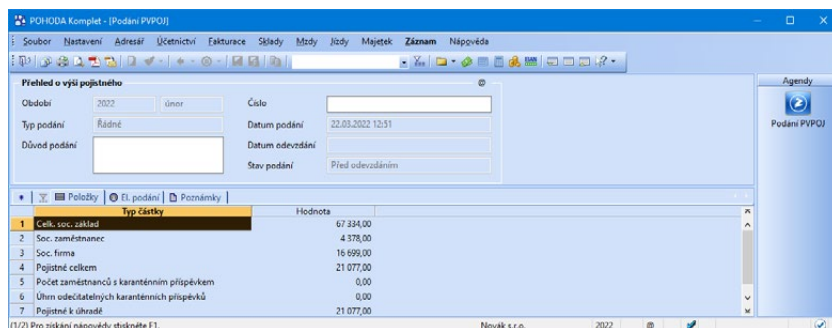 POHODA Komplet - [Podání PVPOJ]
Soubor Nastavení Adresář Účetnictví Fakturace Sklady Mzdy Jízdy Majetek Záznam Nápověda
Přehled o výši pojistného
Agendy
Období 2022 únor Číslo
Typ podání Řádné Datum podání 22.03.2022 12:51
Podání PVPOJ
Důvod podání Datum odevzdání
Stav podání Před odevzdáním
Položky El. podání Poznámky
Typ částky Hodnota
1 Celk. soc. základ 67 334,00
2 Soc. zaměstnanec 4 378,00
3 Soc. firma 16 699,00
4 Pojistné celkem 21 077,00
5 Počet zaměstnanců s karanténním příspěvkem 0,00
6 Úhrn odečitatelných karanténních příspěvků 0,00
7 Pojistné k úhradě 21 077,00
(1/2) Pro získání nápovědy stiskněte F1. Novák s.r.o. 2022 @